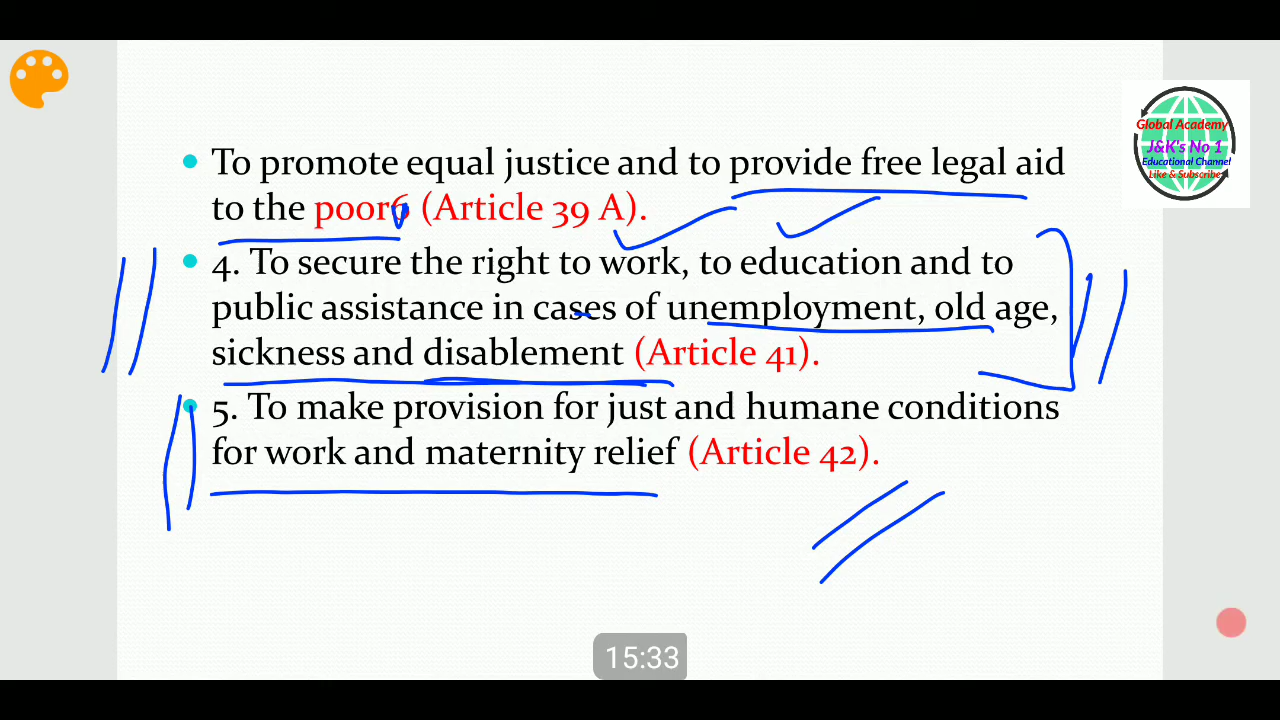 Global Academy
J&K's No 1
Educational Channel
Like & Subscribe
To promote equal justice and to provide free legal aid
to the poor6 (Article 39 A).
4. To secure the right to work, to education and to
public assistance in cases of unemployment, old age,
sickness and disablement (Article 41).
5. To make provision for just and humane conditions
for work and maternity relief (Article 42).
15:33